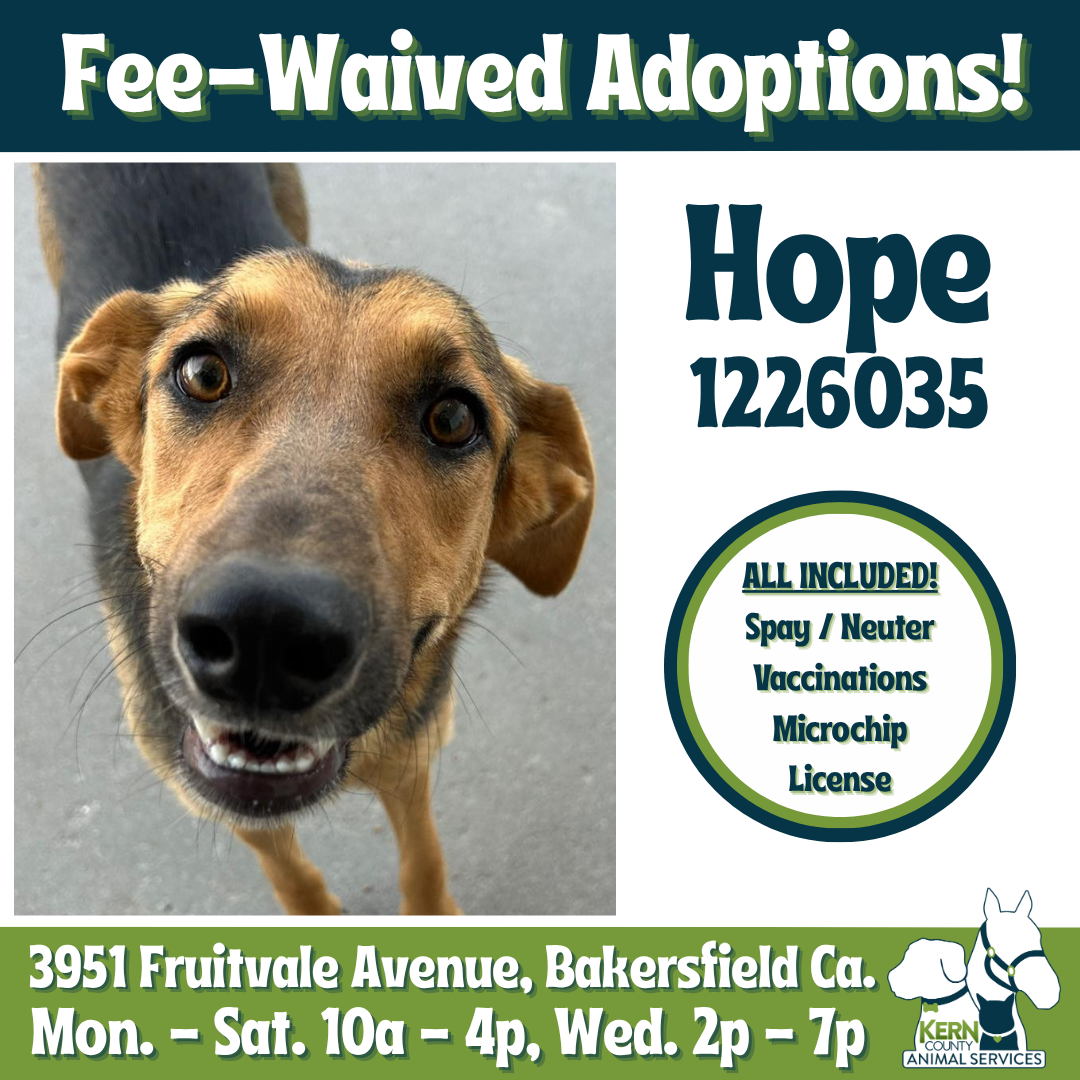 Fee-Waived Adoptions!
Hope
1226035
ALL INCLUDED!
Spay / Neuter
Vaccinations
Microchip
License
3951 Fruitvale Avenue, Bakersfield Ca.
Mon. - Sat. 10a - 4p, Wed. 2p - 7p
KERN
COUNTY
ANIMAL SERVICES